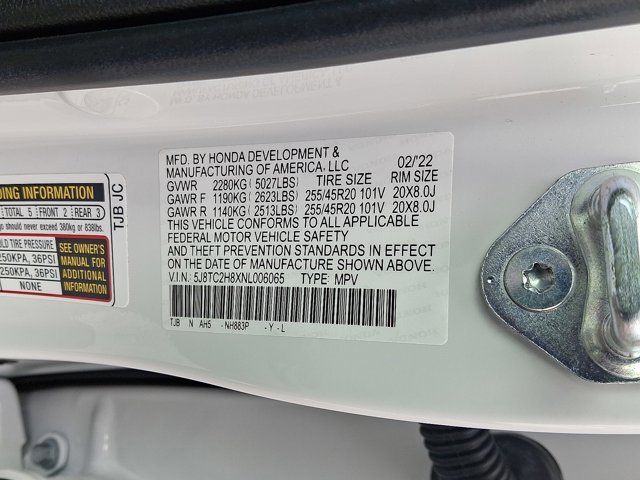 DING INFORMATION
TOTAL 5 FRONT 2 REAR 3
should never exceed 380kg or 838lbs.
TIRE PRESSURE
250KPA, 36PSI
250KPA, 36PSI
NONE
SEE OWNER'S
MANUAL FOR
ADDITIONAL
INFORMATION
TJB JC
MFD. BY HONDA DEVELOPMENT &
MANUFACTURING OF AMERICA, LLC 02/'22
GVWR 2280KG (5027LBS) TIRE SIZE RIM SIZE
GAWR F 1190KG (2623LBS) 255/45R20 101V 20X8.0J
GAWR R 1140KG (2513LBS) 255/45R20 101V 20X8.0J
THIS VEHICLE CONFORMS TO ALL APPLICABLE
FEDERAL MOTOR VEHICLE SAFETY
AND THEFT PREVENTION STANDARDS IN EFFECT
ON THE DATE OF MANUFACTURE SHOWN ABOVE.
V.I.N.: 5J8TC2H8XNL006065 TYPE: MPV
TJB N AH5 -NH883P -Y-L